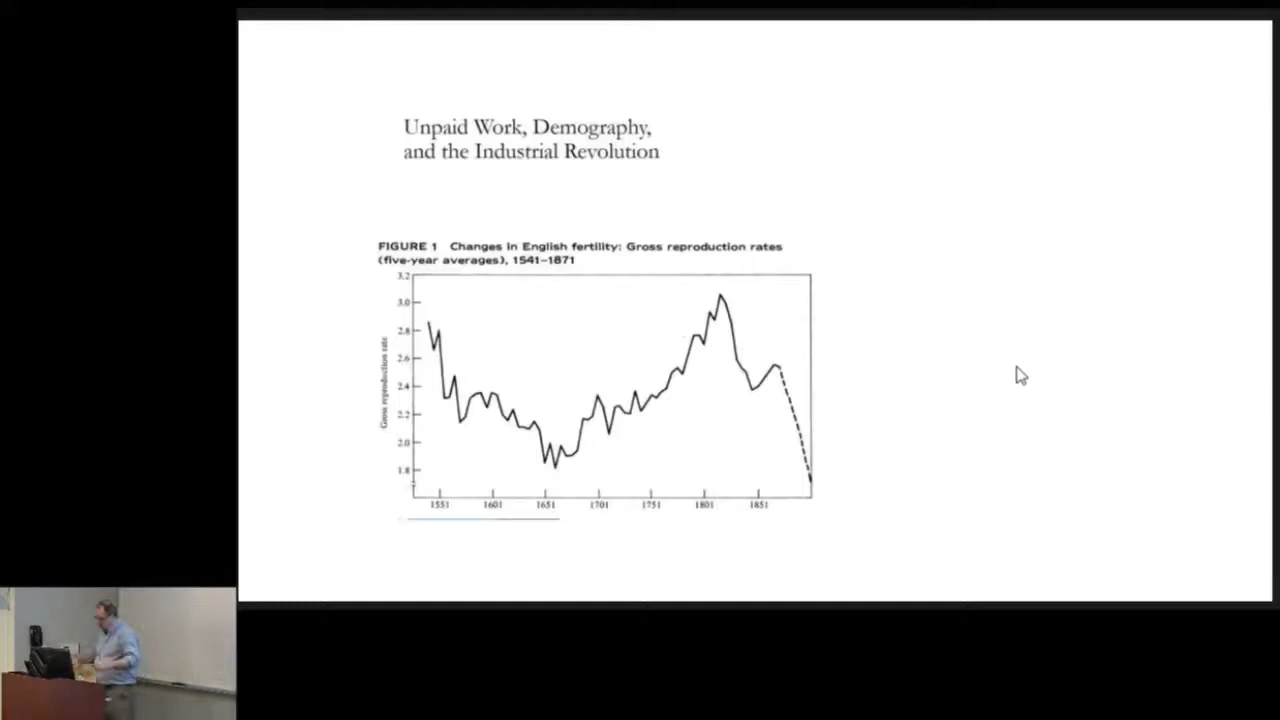 Unpaid Work, Demography,
and the Industrial Revolution
FIGURE 1 Changes in English fertility: Gross reproduction rates
(five-year averages), 1541–1871
3.2
3.0
2.8
2.6
2.4
2.2
2.0
1.8
Gross reproduction rate
1551 1601 1651 1701 1751 1801 1851